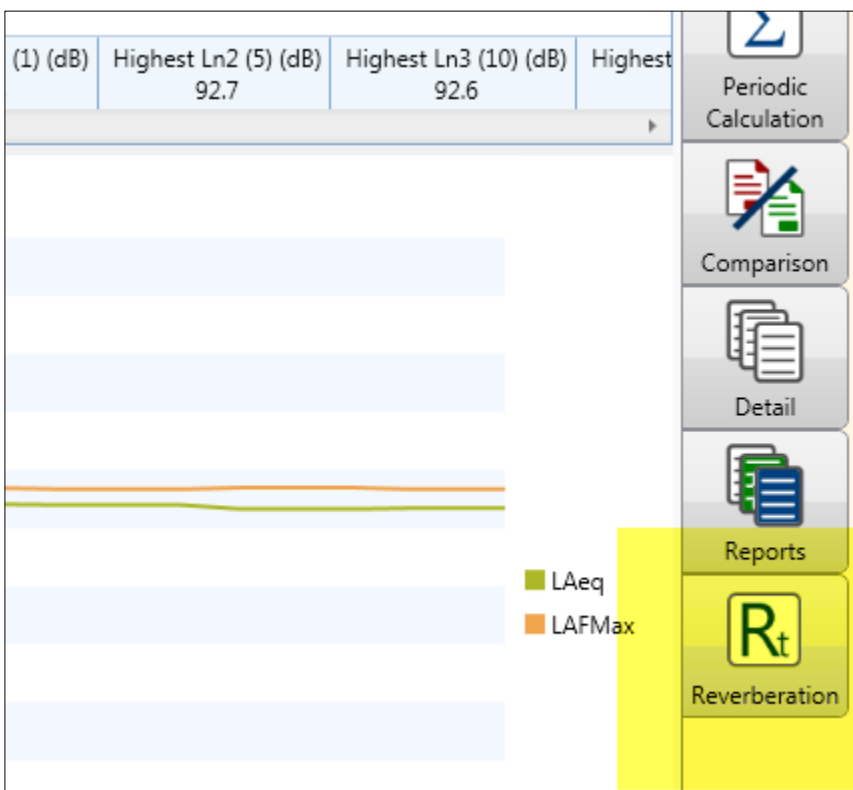 (1) (dB)
Highest Ln2 (5) (dB)
92.7
Highest Ln3 (10) (dB)
92.6
Highest
Σ
Periodic
Calculation
Comparison
Detail
Reports
LAeq
LAFMax
Rt
Reverberation